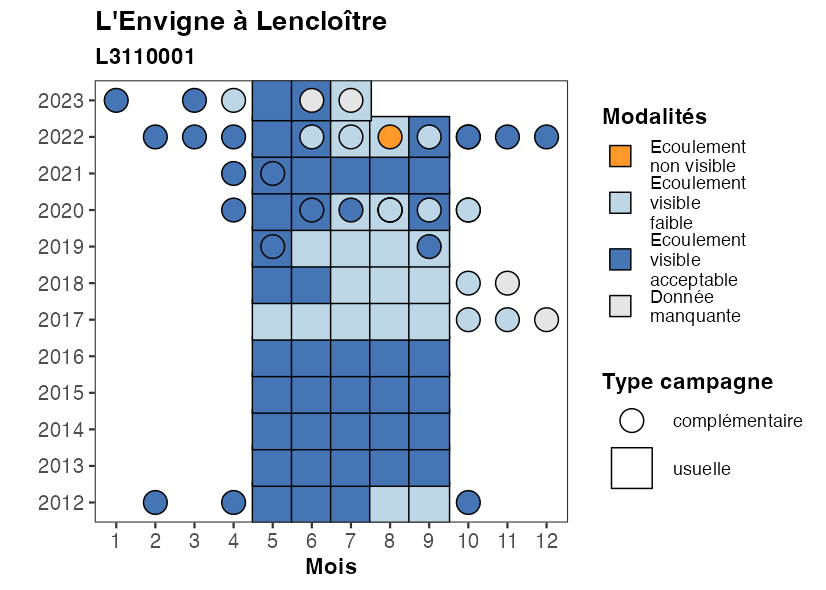 L'Envigne à Lencloître
L3110001
2023
2022
2021
2020
2019
2018
2017
2016
2015
2014
2013
2012
1 2 3 4 5 6 7 8 9 10 11 12
Mois
Modalités
Ecoulement
non visible
Ecoulement
visible
faible
Ecoulement
visible
acceptable
Donnée
manquante
Type campagne
complémentaire
usuelle